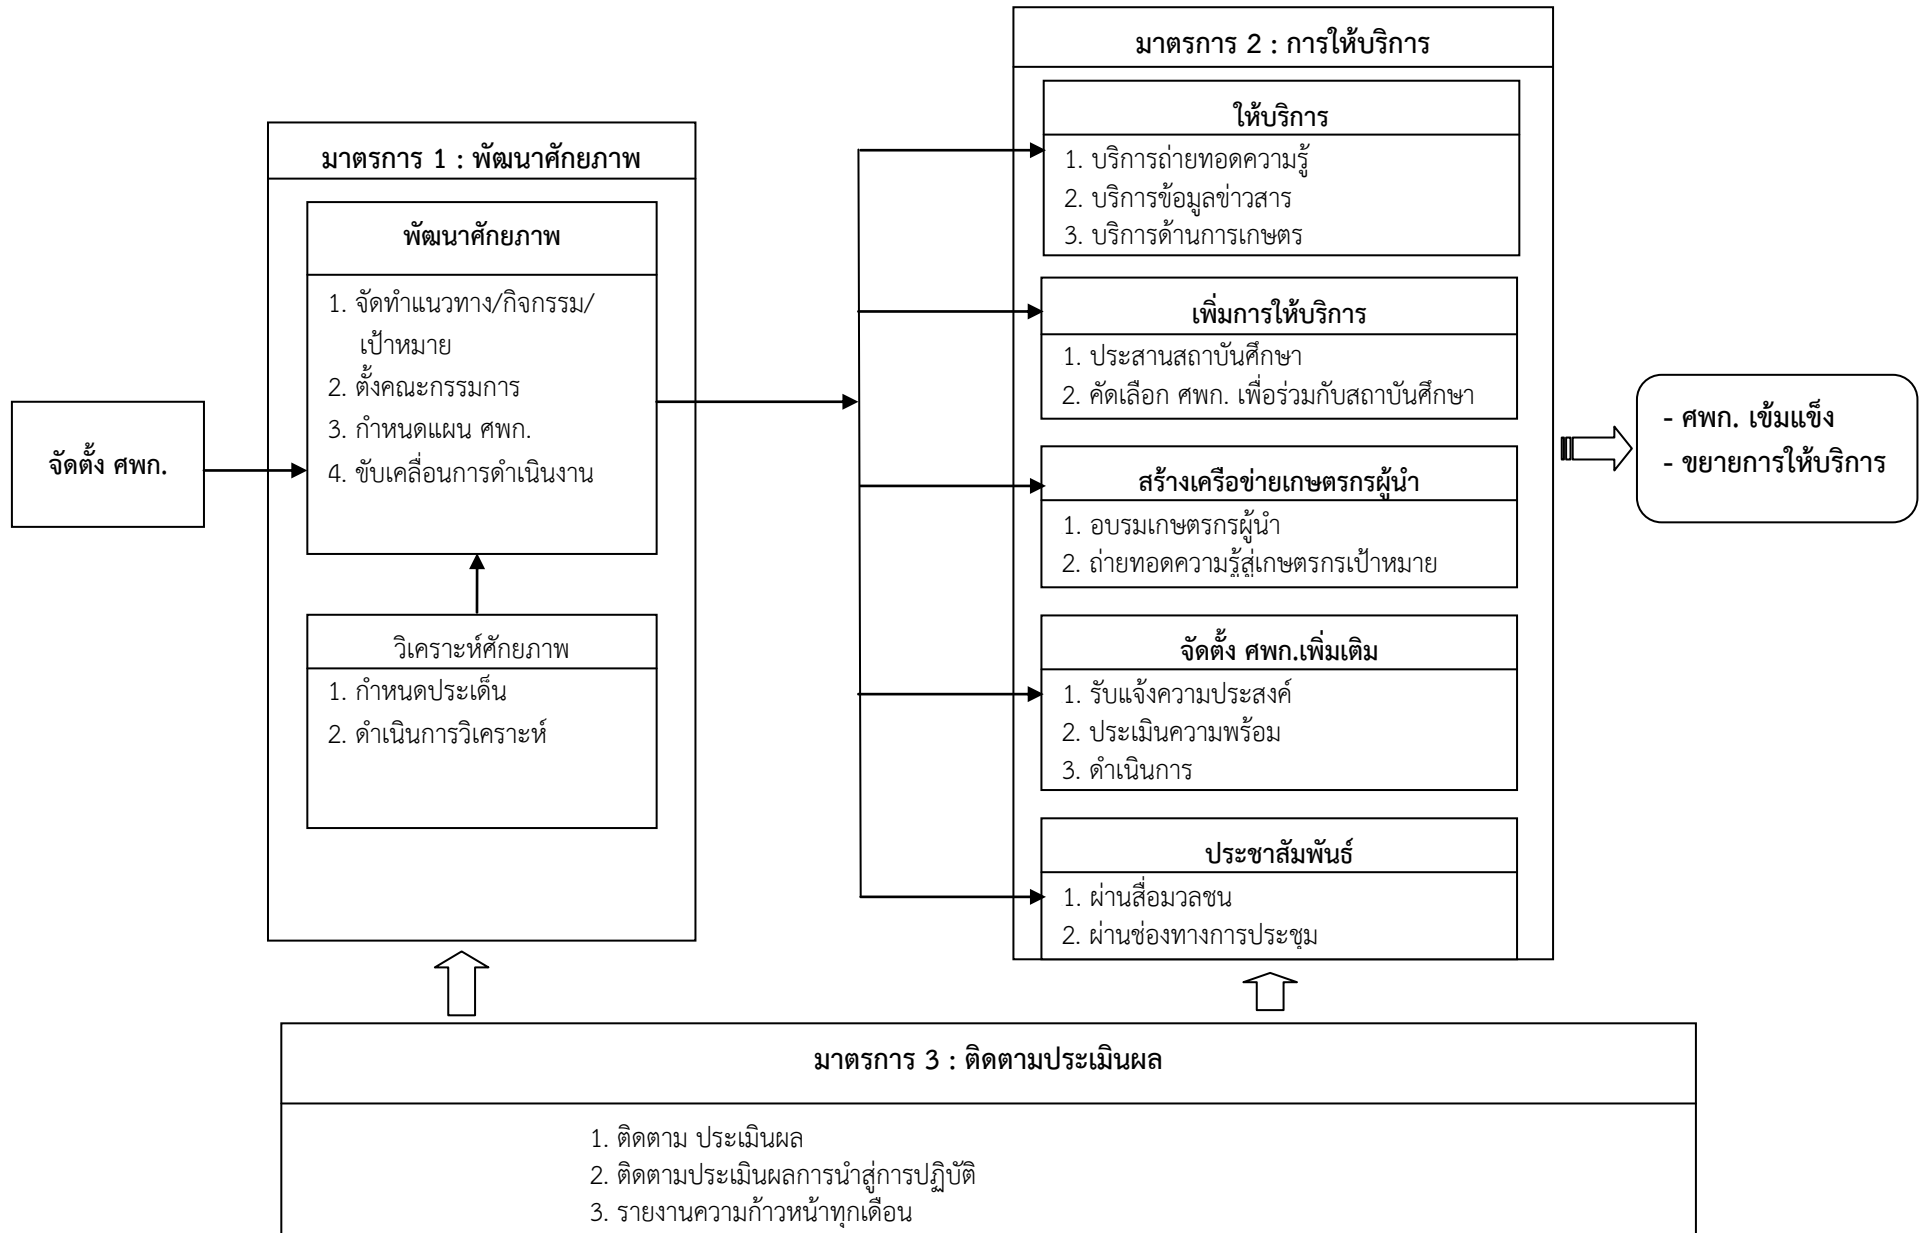 จัดตั้ง ศพก.
มาตรการ 1 : พัฒนาศักยภาพ
พัฒนาศักยภาพ
1. จัดทำแนวทาง/กิจกรรม/
เป้าหมาย
2. ตั้งคณะกรรมการ
3. กำหนดแผน ศพก.
4. ขับเคลื่อนการดำเนินงาน
วิเคราะห์ศักยภาพ
1. กำหนดประเด็น
2. ดำเนินการวิเคราะห์
มาตรการ 2 : การให้บริการ
ให้บริการ
1. บริการถ่ายทอดความรู้
2. บริการข้อมูลข่าวสาร
3. บริการด้านการเกษตร
เพิ่มการให้บริการ
1. ประสานสถาบันศึกษา
2. คัดเลือก ศพก. เพื่อร่วมกับสถาบันศึกษา
สร้างเครือข่ายเกษตรกรผู้นำ
1. อบรมเกษตรกรผู้นำ
2. ถ่ายทอดความรู้สู่เกษตรกรเป้าหมาย
จัดตั้ง ศพก.เพิ่มเติม
1. รับแจ้งความประสงค์
2. ประเมินความพร้อม
3. ดำเนินการ
ประชาสัมพันธ์
1. ผ่านสื่อมวลชน
2. ผ่านช่องทางการประชุม
- ศพก. เข้มแข็ง
- ขยายการให้บริการ
มาตรการ 3 : ติดตามประเมินผล
1. ติดตาม ประเมินผล
2. ติดตามประเมินผลการนำสู่การปฏิบัติ
3. รายงานความก้าวหน้าทุกเดือน